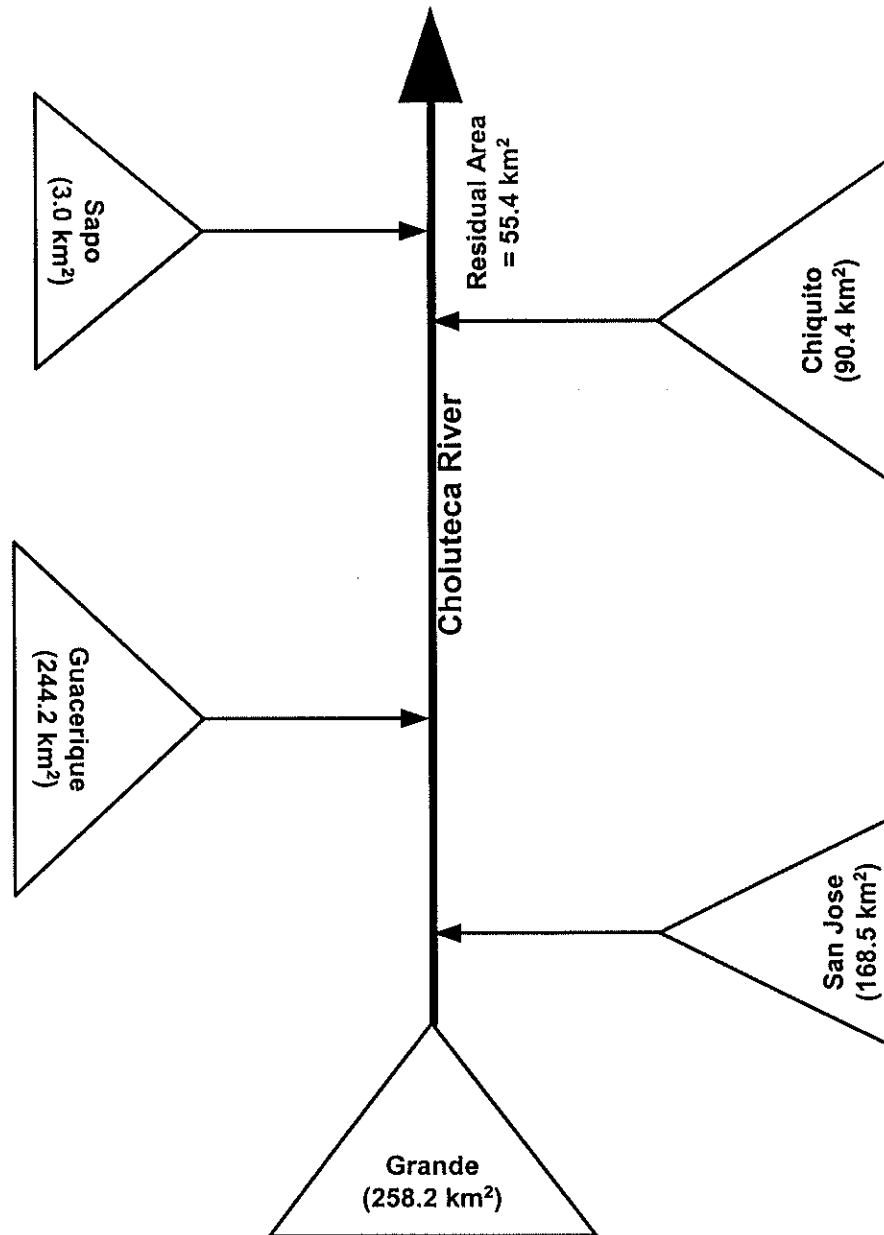 Residual Area
= 55.4 km²
Sapo
(3.0 km²)
Chiquito
(90.4 km²)
Choluteca River
Guacerique
(244.2 km²)
San Jose
(168.5 km²)
Grande
(258.2 km²)